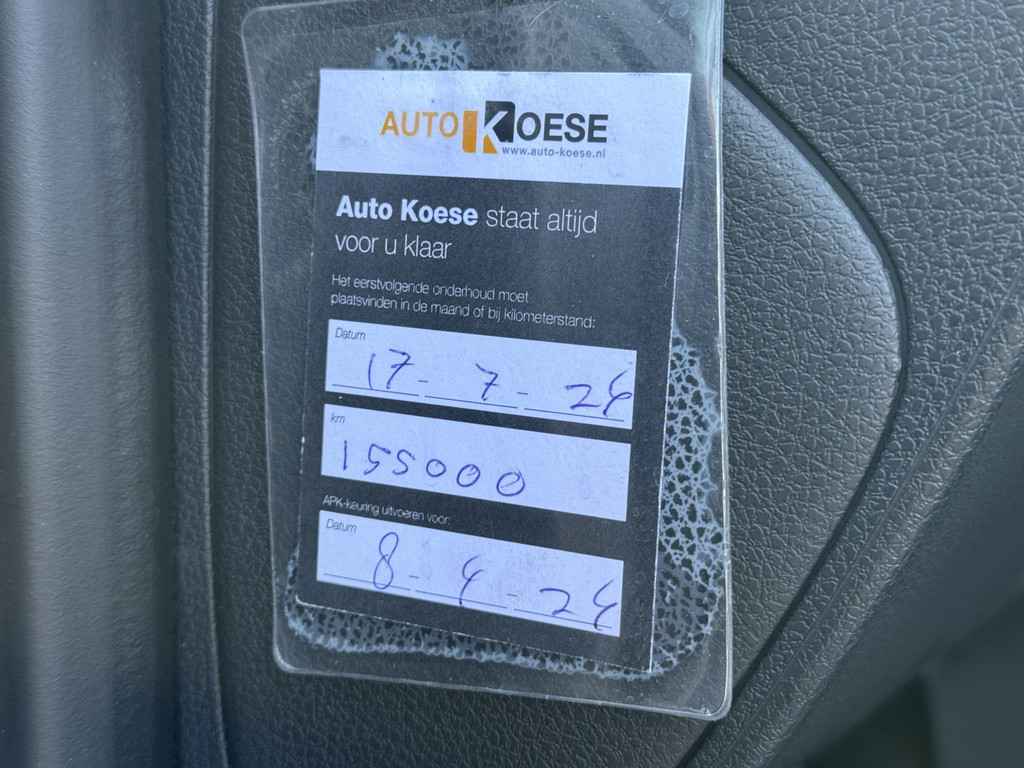 AUTO KOESE
www.auto-koese.nl
Auto Koese staat altijd
voor u klaar
Het eerstvolgende onderhoud moet
plaatsvinden in de maand of bij kilometerstand:
Datum
17 - 7 - 24
km
155000
APK-keuring uitvoeren voor:
Datum
8 - 4 - 24